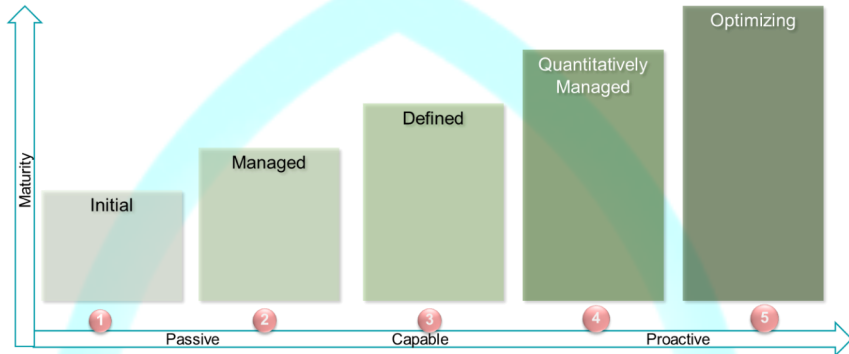 Optimizing
Quantitatively
Managed
Defined
Managed
Initial
Maturity
1
2
3
4
5
Passive
Capable
Proactive